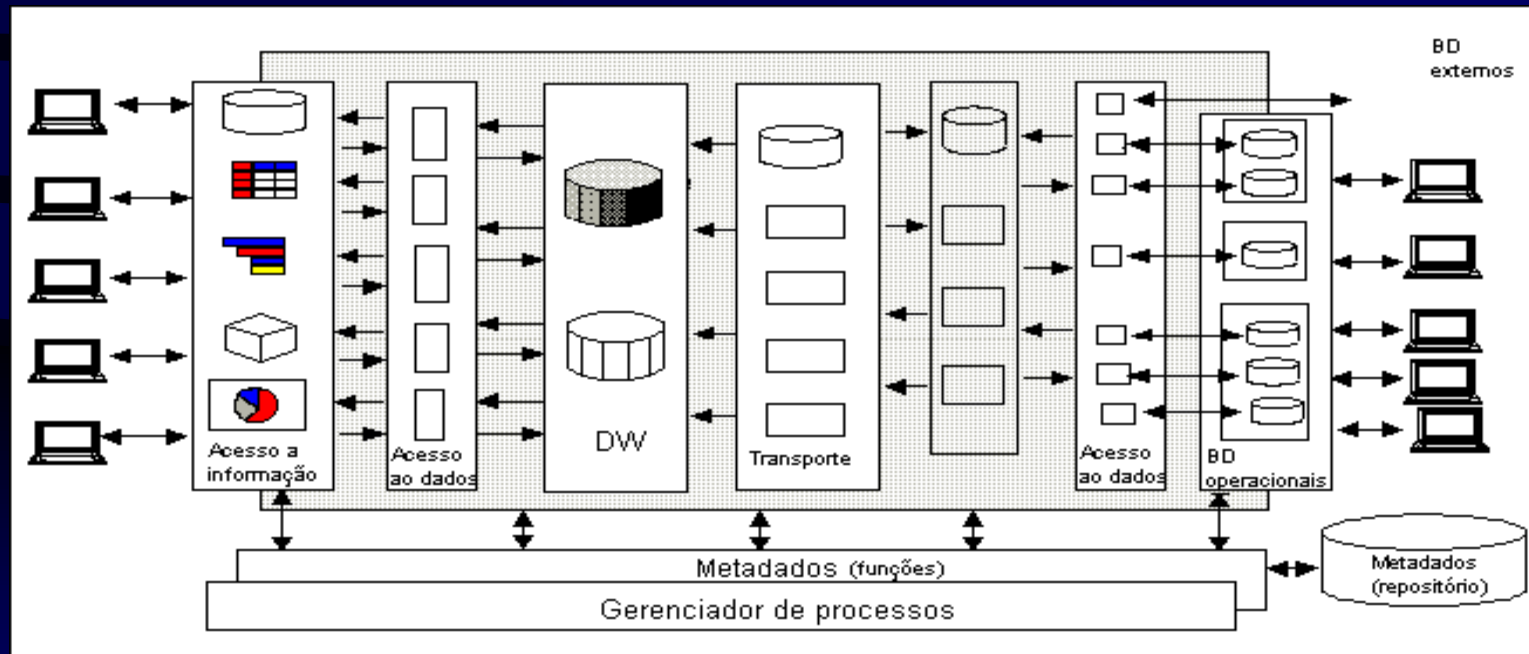 BD
externos
Acesso a
informação
Acesso
ao dados
DW
Transporte
Acesso
ao dados
BD
operacionais
Metadados (funções)
Gerenciador de processos
Metadados
(repositório)